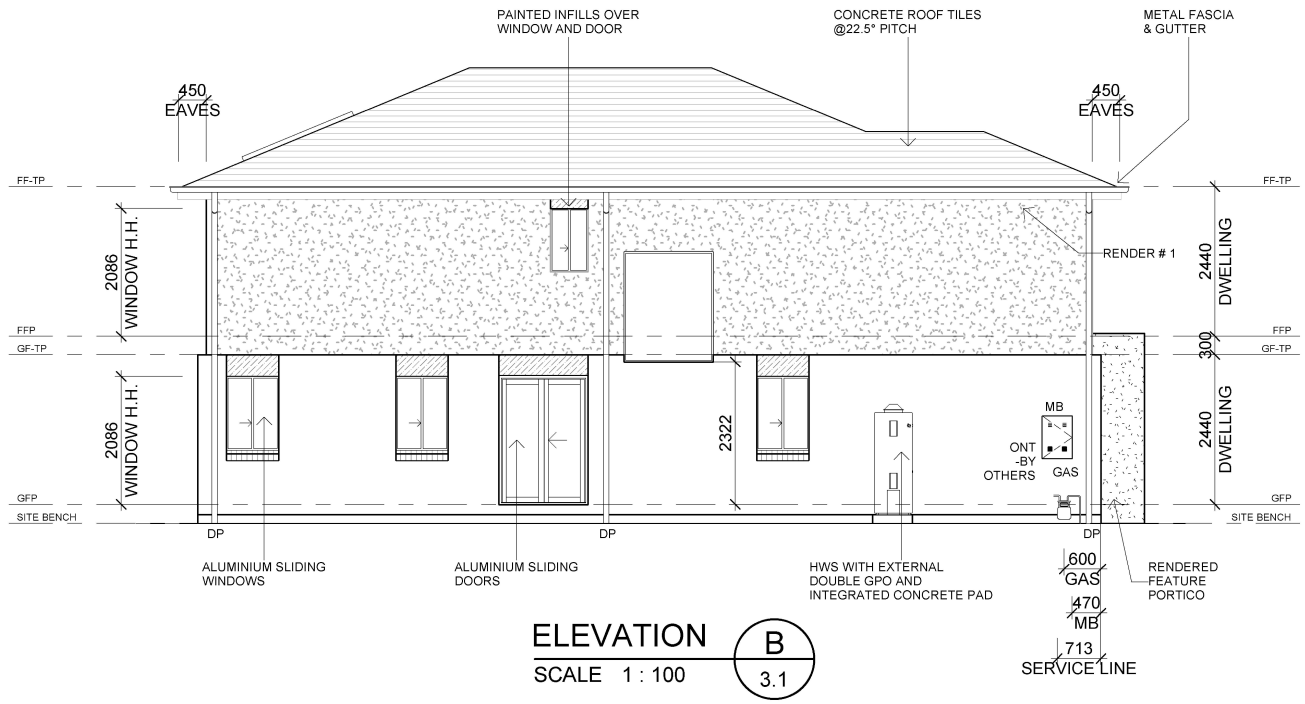 PAINTED INFILLS OVER
WINDOW AND DOOR
CONCRETE ROOF TILES
@22.5° PITCH
METAL FASCIA
& GUTTER
450
EAVES
450
EAVES
FF-TP
FF-TP
2086
WINDOW H.H.
RENDER # 1
2440
DWELLING
FFP
FFP
GF-TP
GF-TP
300
2086
WINDOW H.H.
2322
MB
ONT
-BY
OTHERS
GAS
2440
DWELLING
GFP
GFP
SITE BENCH
SITE BENCH
DP
DP
DP
ALUMINIUM SLIDING
WINDOWS
ALUMINIUM SLIDING
DOORS
HWS WITH EXTERNAL
DOUBLE GPO AND
INTEGRATED CONCRETE PAD
600
GAS
470
MB
713
SERVICE LINE
RENDERED
FEATURE
PORTICO
ELEVATION
B
SCALE 1 : 100
3.1